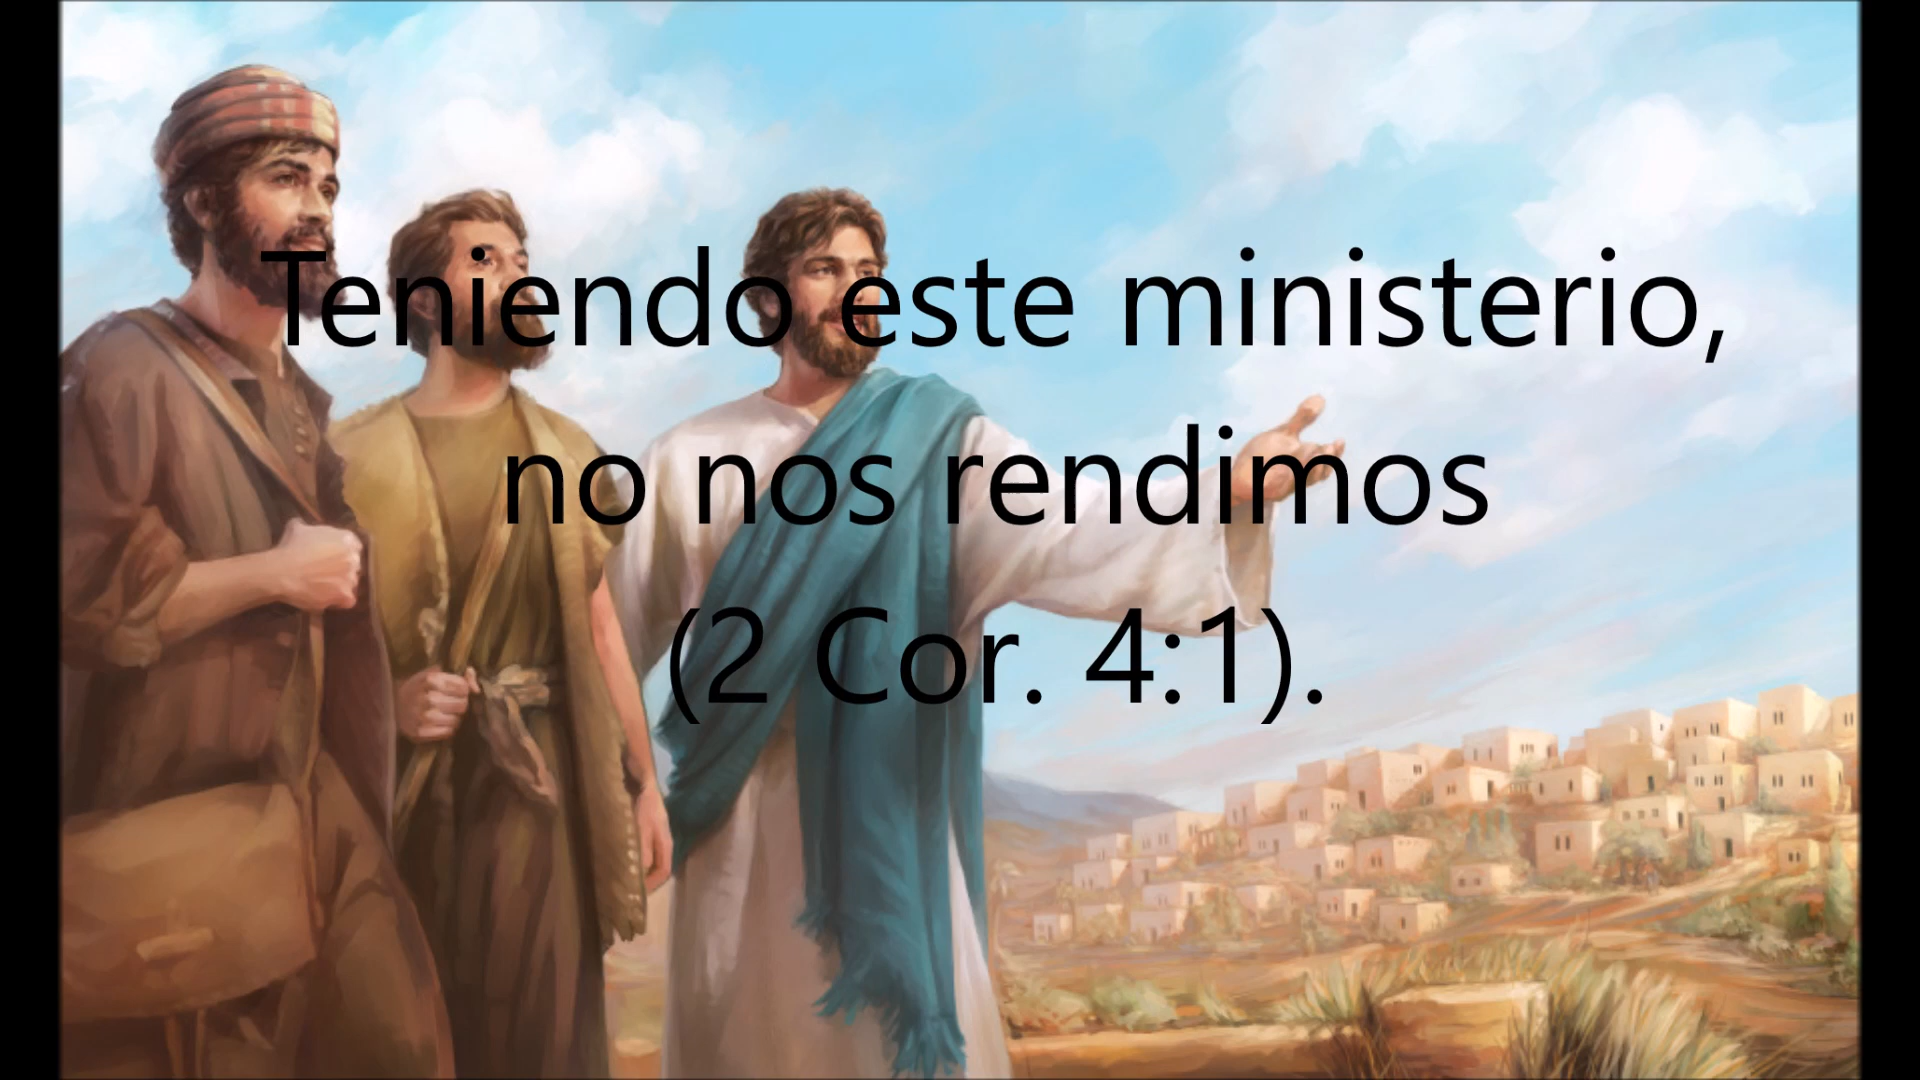 Teniendo este ministerio,
no nos rendimos
(2 Cor. 4:1).